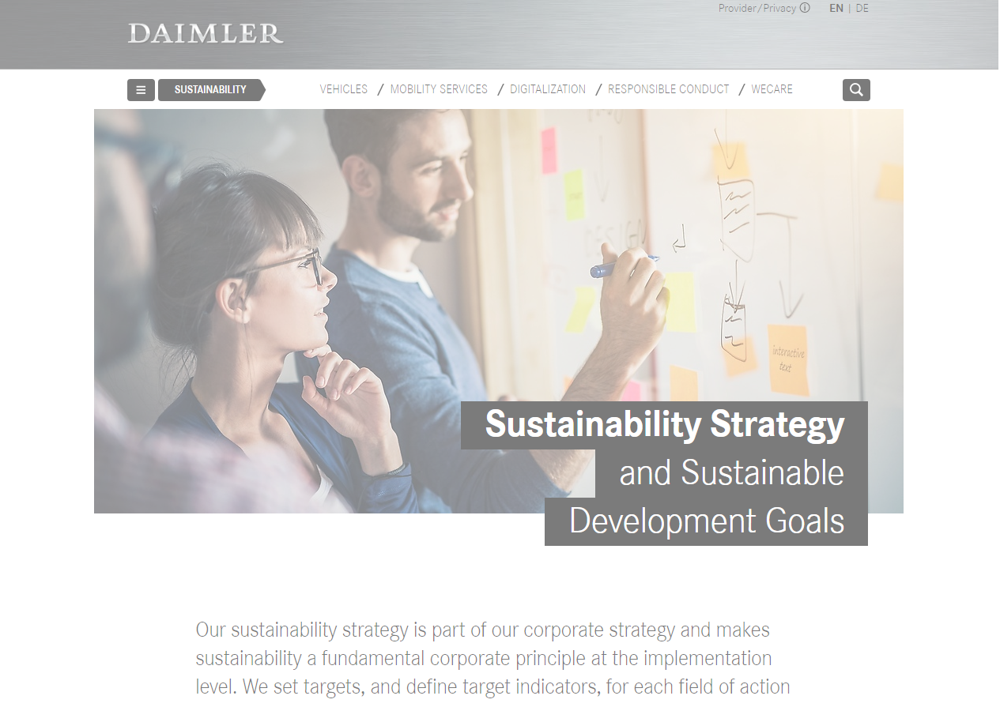 Provider/Privacy EN | DE
DAIMLER
SUSTAINABILITY
VEHICLES / MOBILITY SERVICES / DIGITALIZATION / RESPONSIBLE CONDUCT / WECARE
DESIGN
interactive
text
Sustainability Strategy
and Sustainable
Development Goals
Our sustainability strategy is part of our corporate strategy and makes
sustainability a fundamental corporate principle at the implementation
level. We set targets, and define target indicators, for each field of action